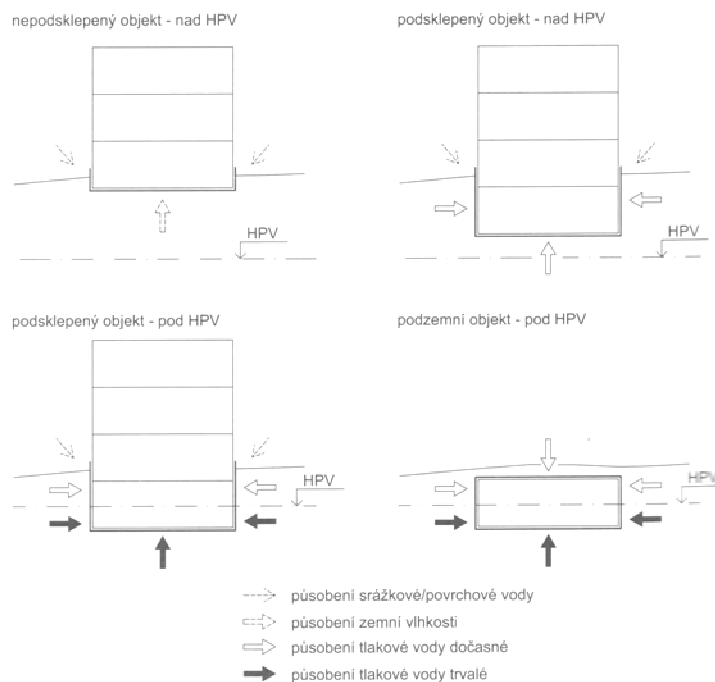 nepodsklepený objekt - nad HPV
podsklepený objekt - nad HPV
HPV
HPV
podsklepený objekt - pod HPV
podzemní objekt - pod HPV
HPV
HPV
působení srážkové/povrchové vody
působení zemní vlhkosti
působení tlakové vody dočasné
působení tlakové vody trvalé